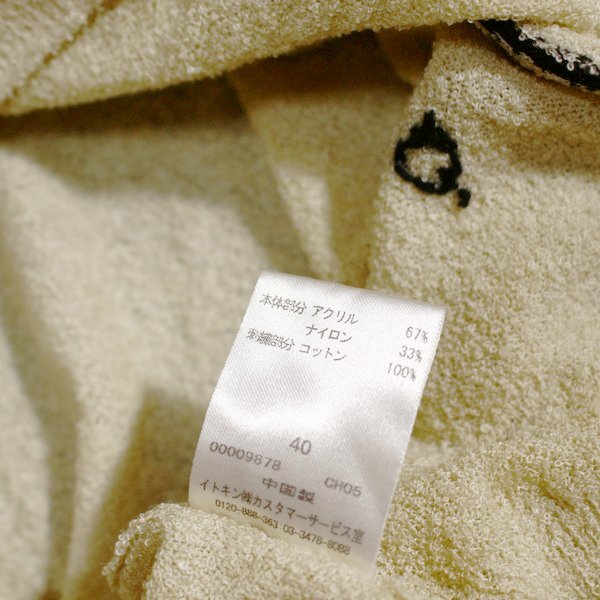 本体部分 アクリル 67%
ナイロン 33%
刺繍部分 コットン 100%
40
00009878 CH05
中国製
イトキン㈱カスタマーサービス室
0120-888-363 03-3478-8088